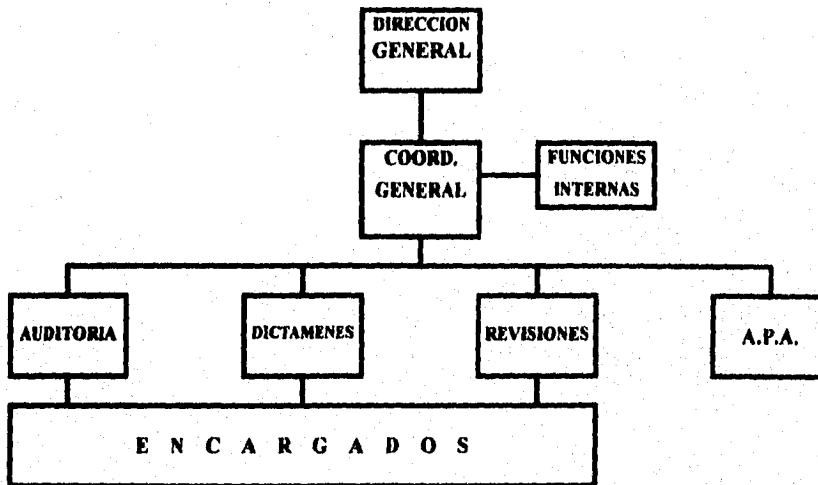 DIRECCION
GENERAL
COORD.
GENERAL
FUNCIONES
INTERNAS
AUDITORIA
DICTAMENES
REVISIONES
A.P.A.
E N C A R G A D O S